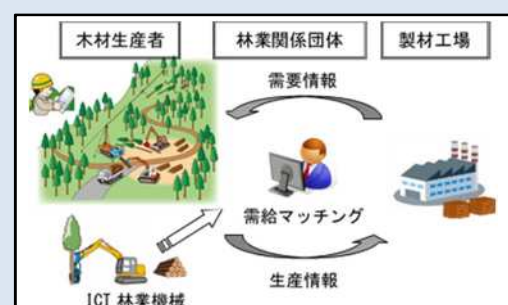 木材生産者
林業関係団体
製材工場
需要情報
需給マッチング
生産情報
ICT 林業機械